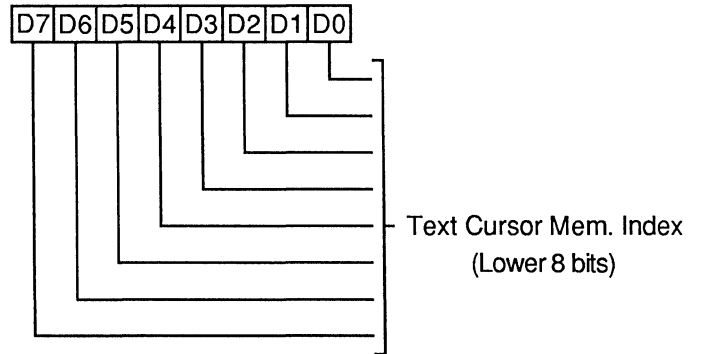 D7 D6 D5 D4 D3 D2 D1 D0
Text Cursor Mem. Index
(Lower 8 bits)